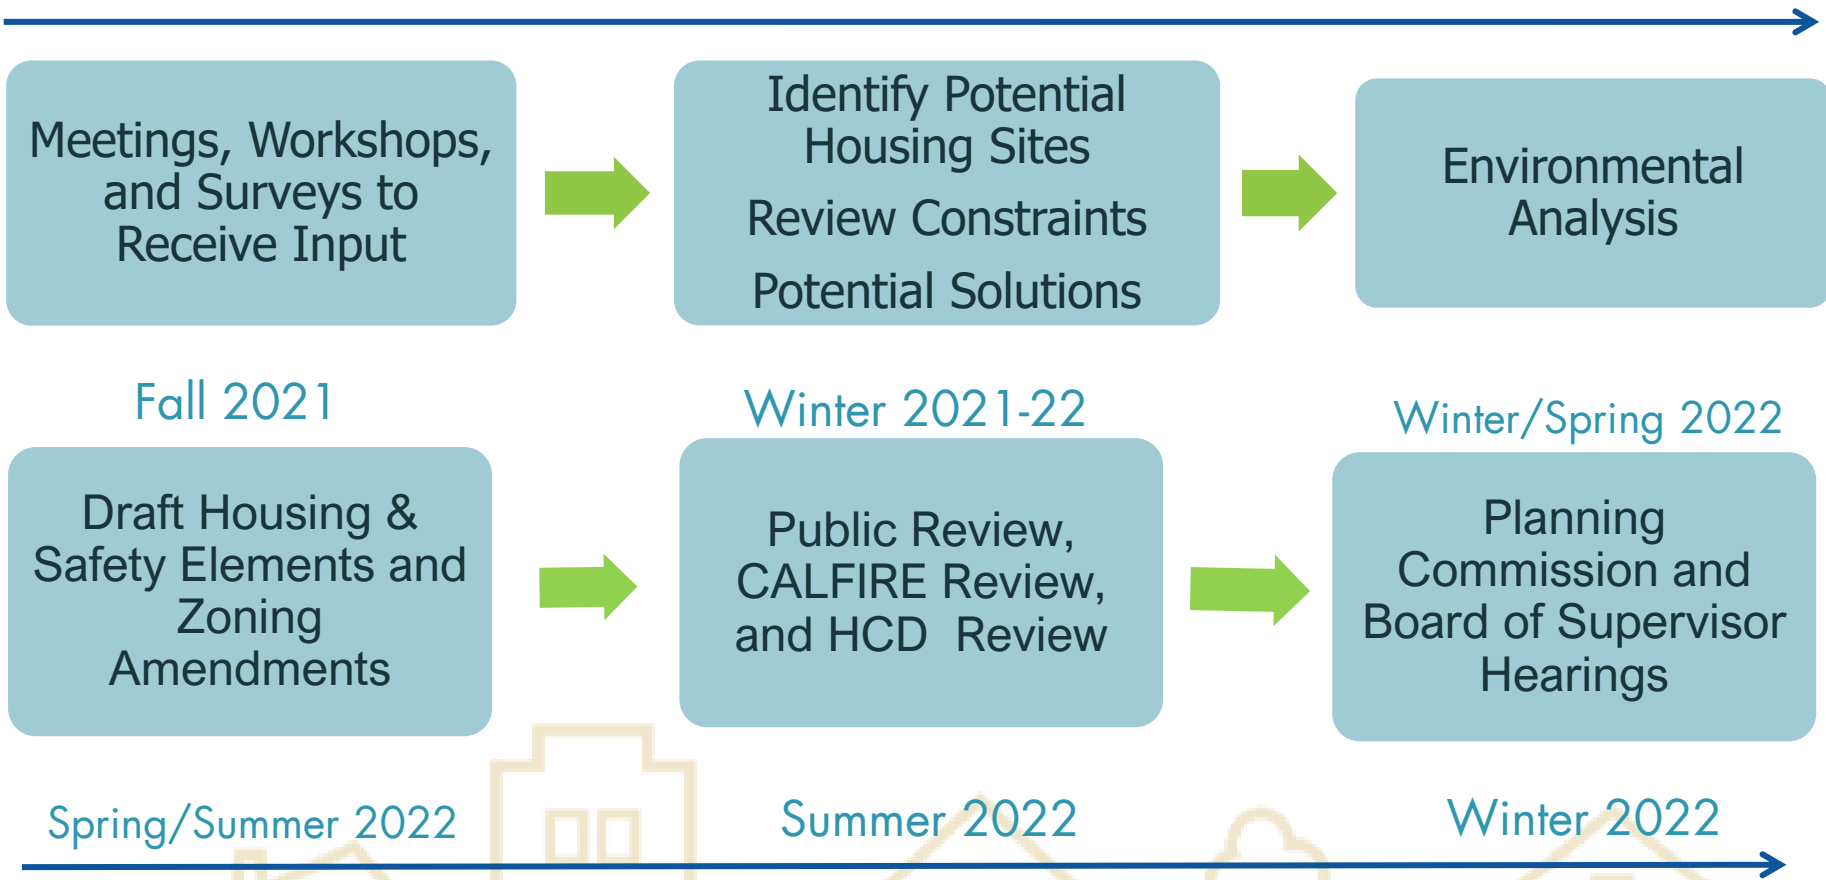 Meetings, Workshops,
and Surveys to
Receive Input
Identify Potential
Housing Sites
Review Constraints
Potential Solutions
Environmental
Analysis
Fall 2021
Winter 2021-22
Winter/Spring 2022
Draft Housing &
Safety Elements and
Zoning
Amendments
Public Review,
CALFIRE Review,
and HCD  Review
Planning
Commission and
Board of Supervisor
Hearings
Spring/Summer 2022
Summer 2022
Winter 2022